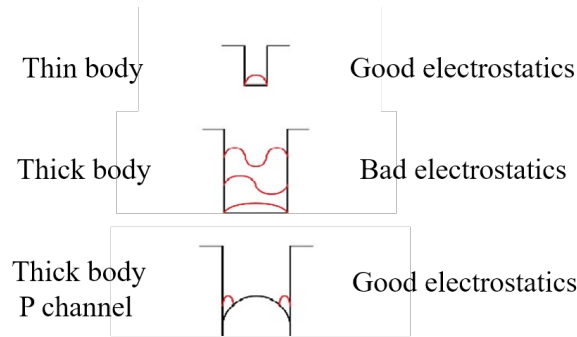 Thin body
Good electrostatics
Thick body
Bad electrostatics
Thick body
P channel
Good electrostatics